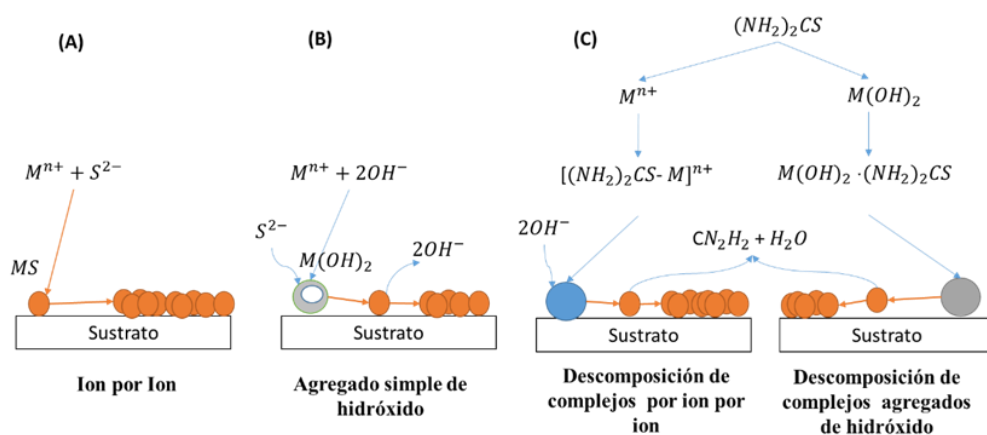 (A)
(B)
(C)
(NH₂)₂CS
Mⁿ⁺
M(OH)₂
Mⁿ⁺ + S²⁻
Mⁿ⁺ + 2OH⁻
[(NH₂)₂CS- M]ⁿ⁺
M(OH)₂ ·(NH₂)₂CS
S²⁻
2OH⁻
CN₂H₂ + H₂O
MS
M(OH)₂
2OH⁻
Sustrato
Sustrato
Sustrato
Sustrato
Ion por Ion
Agregado simple de
hidróxido
Descomposición de
complejos por ion por
ion
Descomposición de
complejos agregados
de hidróxido